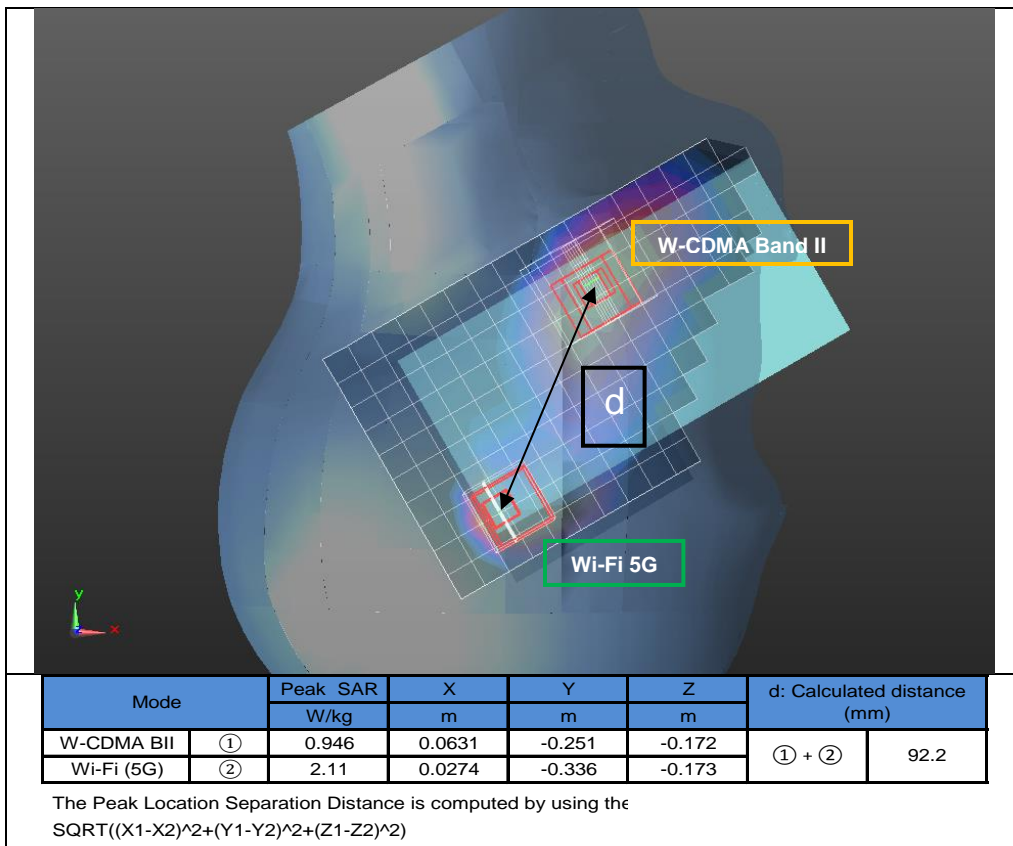 W-CDMA Band II
d
Wi-Fi 5G
y
x
Mode Peak SAR X Y Z d: Calculated distance (mm)
W/kg m m m
W-CDMA BII ① 0.946 0.0631 -0.251 -0.172 ① + ② 92.2
Wi-Fi (5G) ② 2.11 0.0274 -0.336 -0.173
The Peak Location Separation Distance is computed by using the
SQRT((X1-X2)^2+(Y1-Y2)^2+(Z1-Z2)^2)